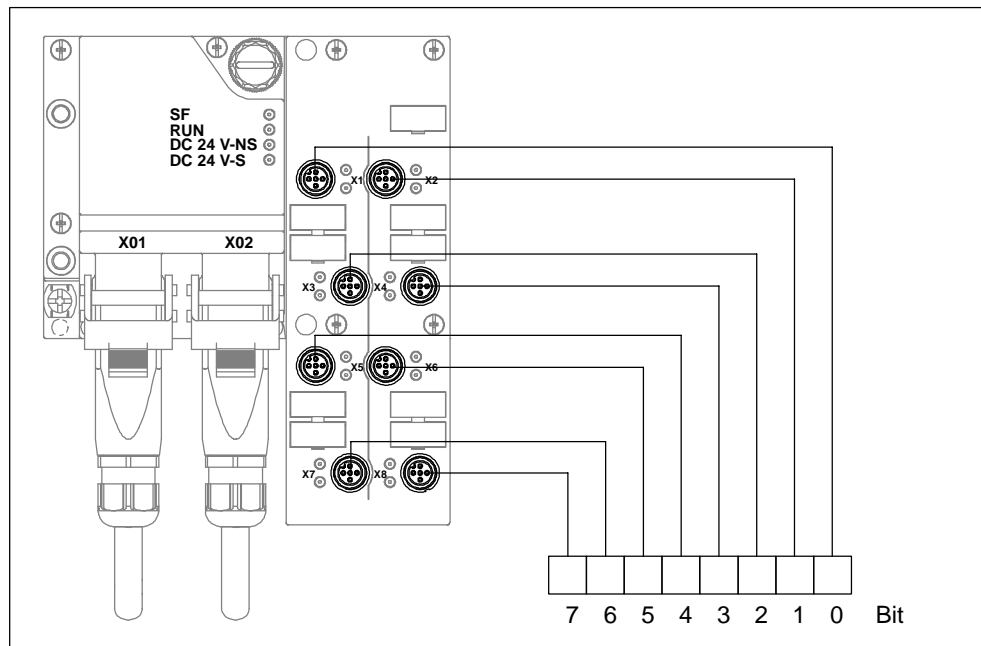 SF
RUN
DC 24 V-NS
DC 24 V-S
X1 X2
X01 X02
X3 X4
X5 X6
X7 X8
7 6 5 4 3 2 1 0 Bit